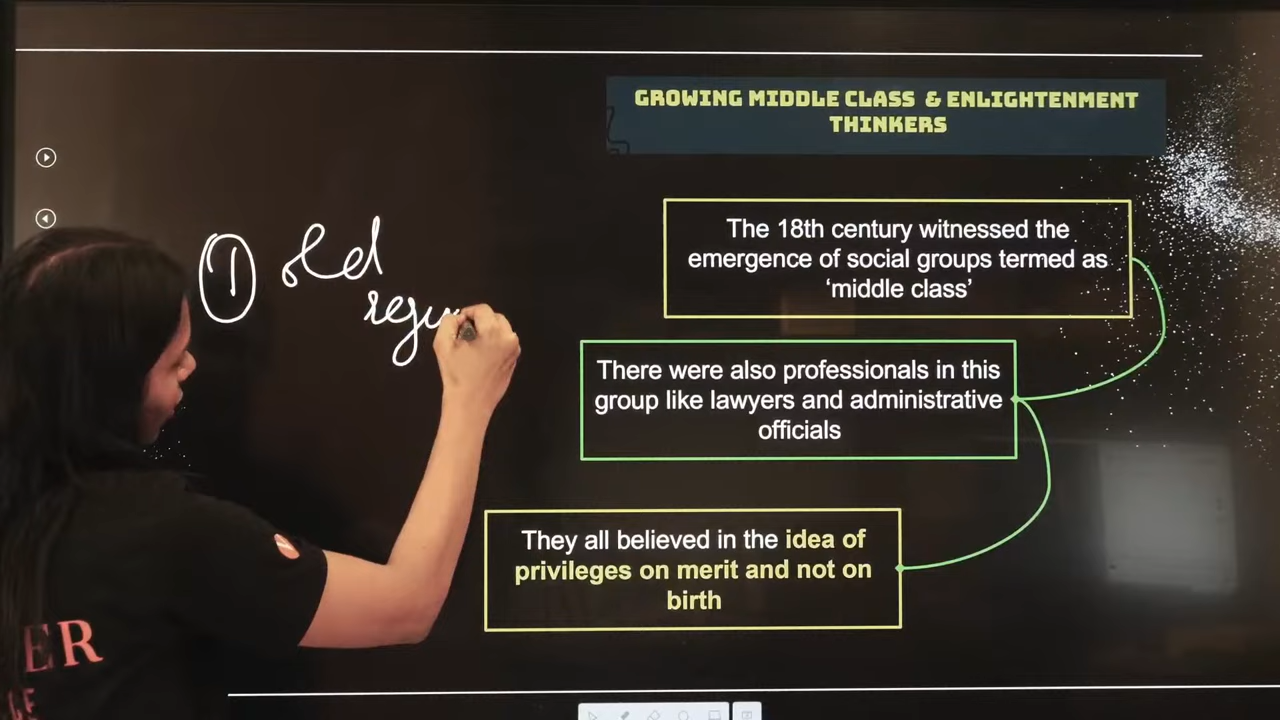 GROWING MIDDLE CLASS & ENLIGHTENMENT
THINKERS
The 18th century witnessed the
emergence of social groups termed as
‘middle class’
There were also professionals in this
group like lawyers and administrative
officials
They all believed in the idea of
privileges on merit and not on
birth
① old
ER